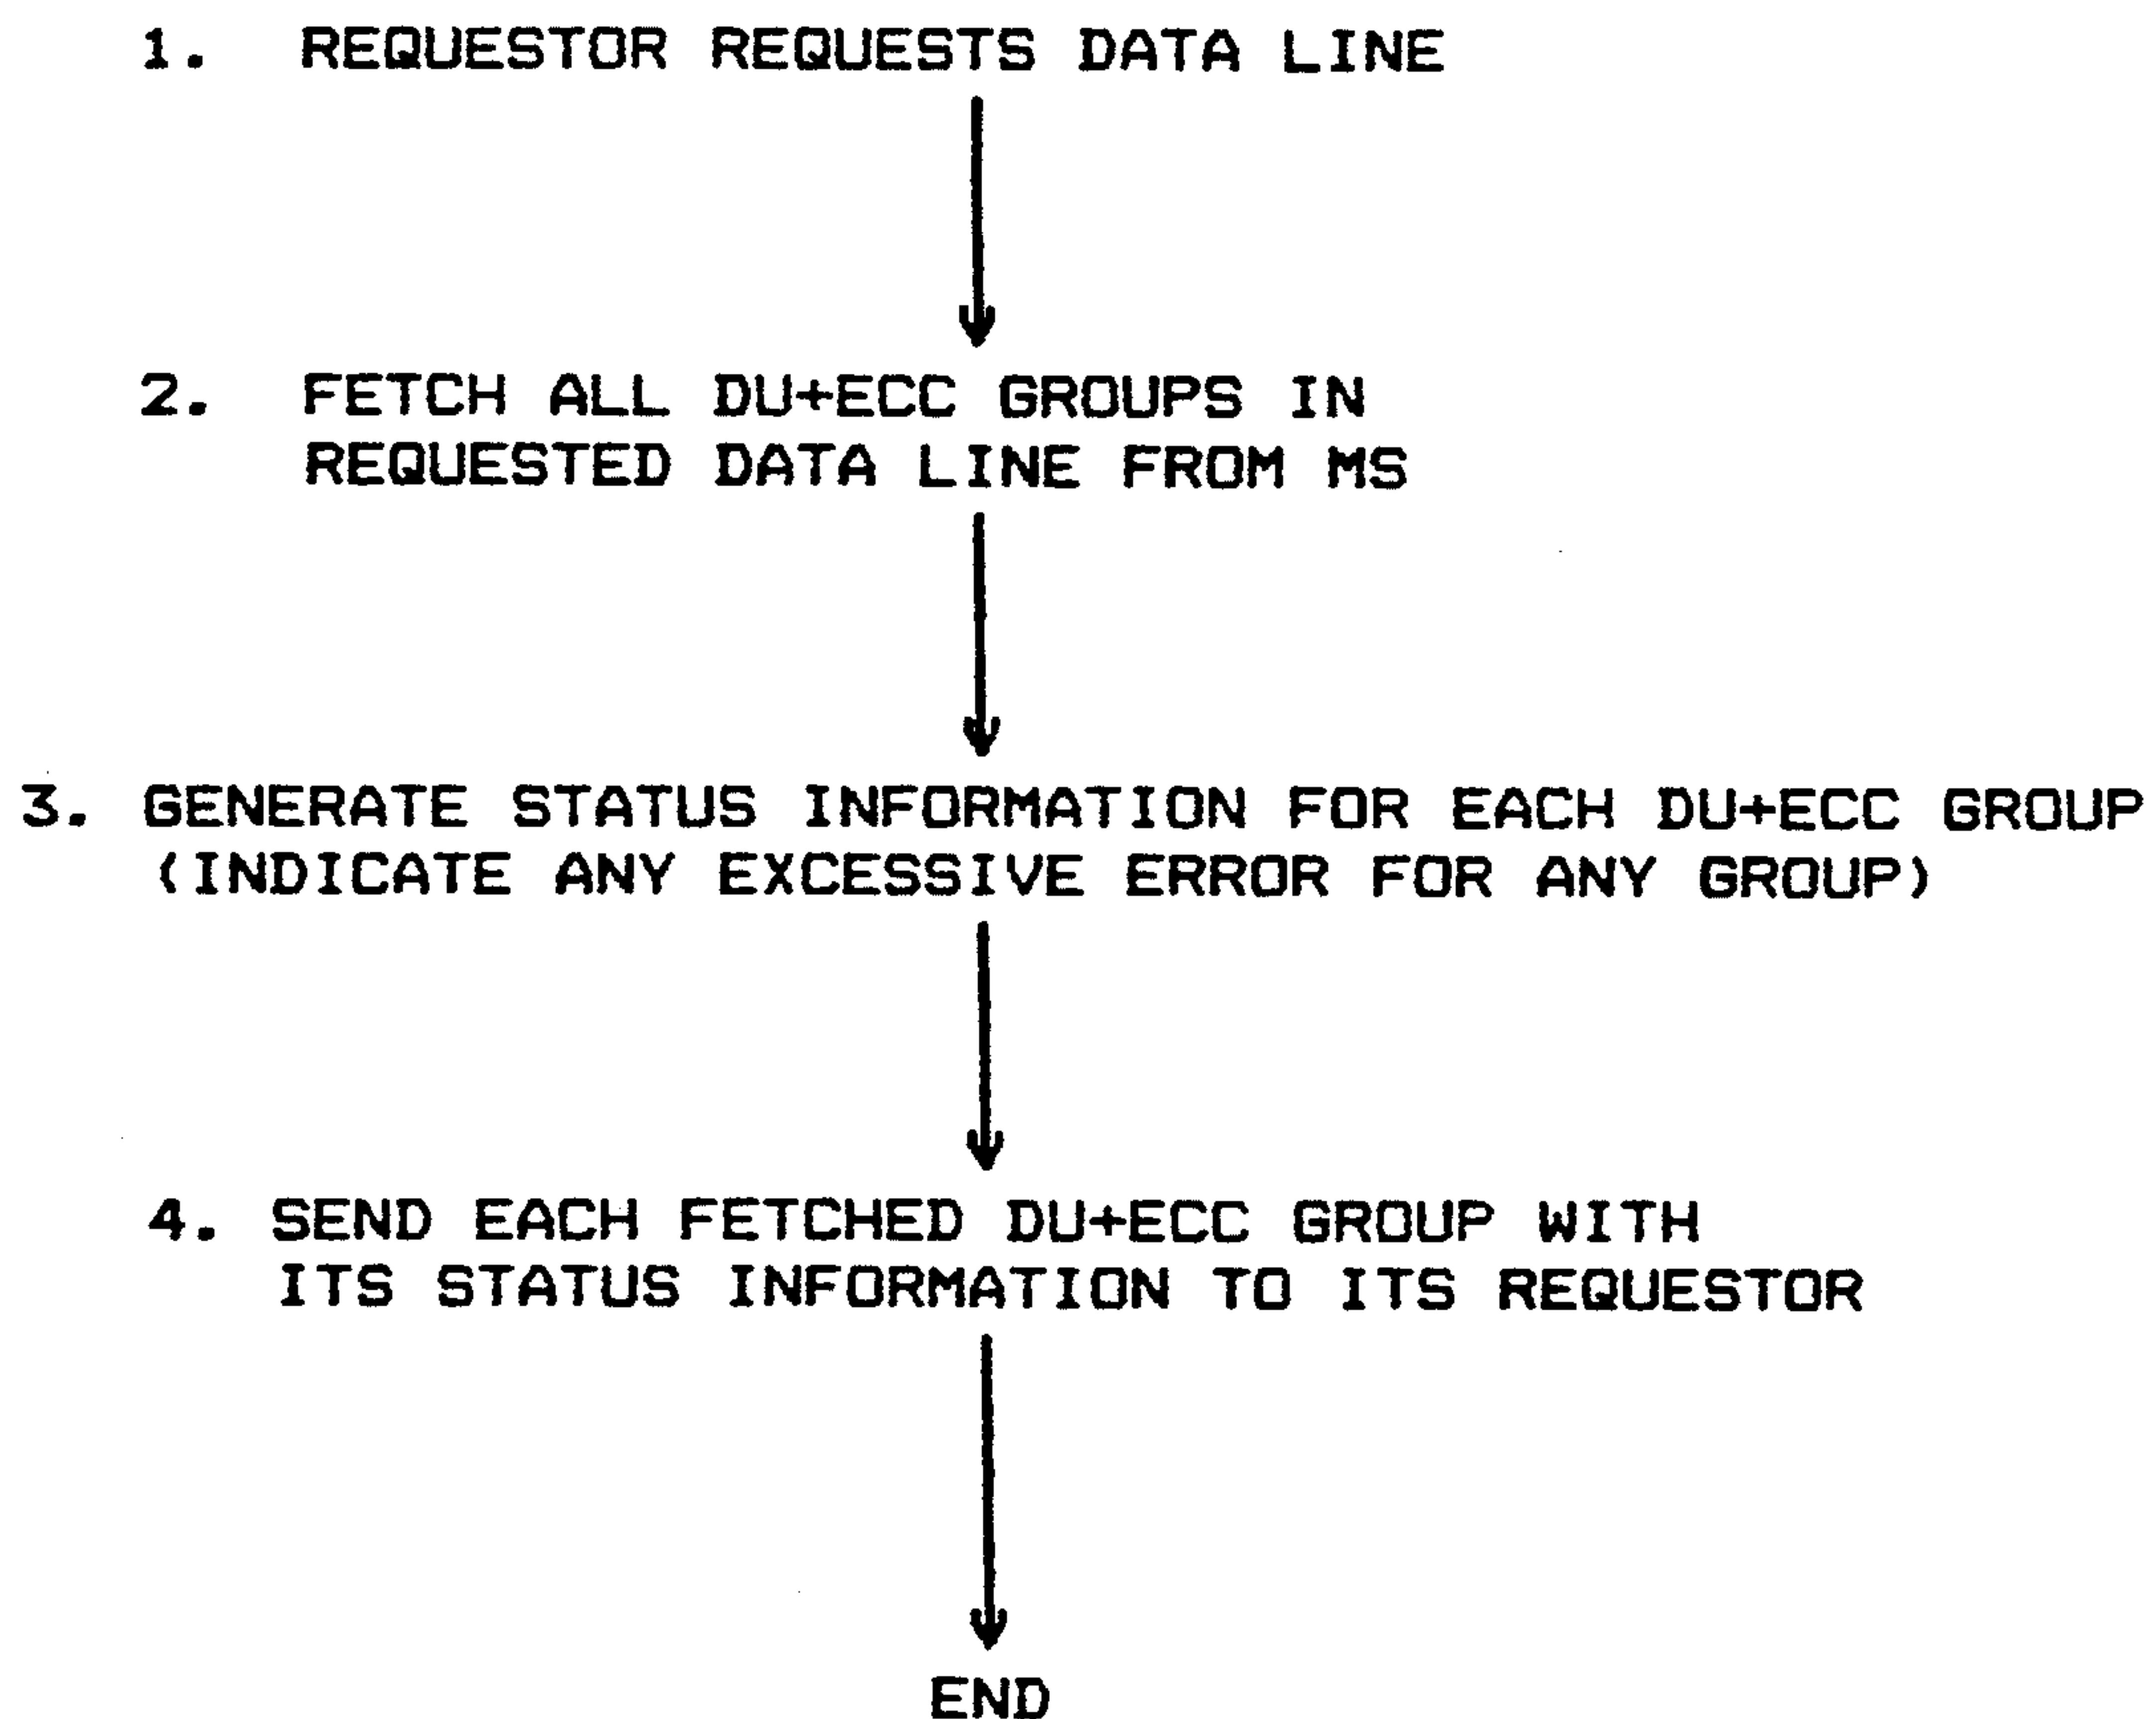 1. REQUESTOR REQUESTS DATA LINE
2. FETCH ALL DU+ECC GROUPS IN
REQUESTED DATA LINE FROM MS
3. GENERATE STATUS INFORMATION FOR EACH DU+ECC GROUP
(INDICATE ANY EXCESSIVE ERROR FOR ANY GROUP)
4. SEND EACH FETCHED DU+ECC GROUP WITH
ITS STATUS INFORMATION TO ITS REQUESTOR
END